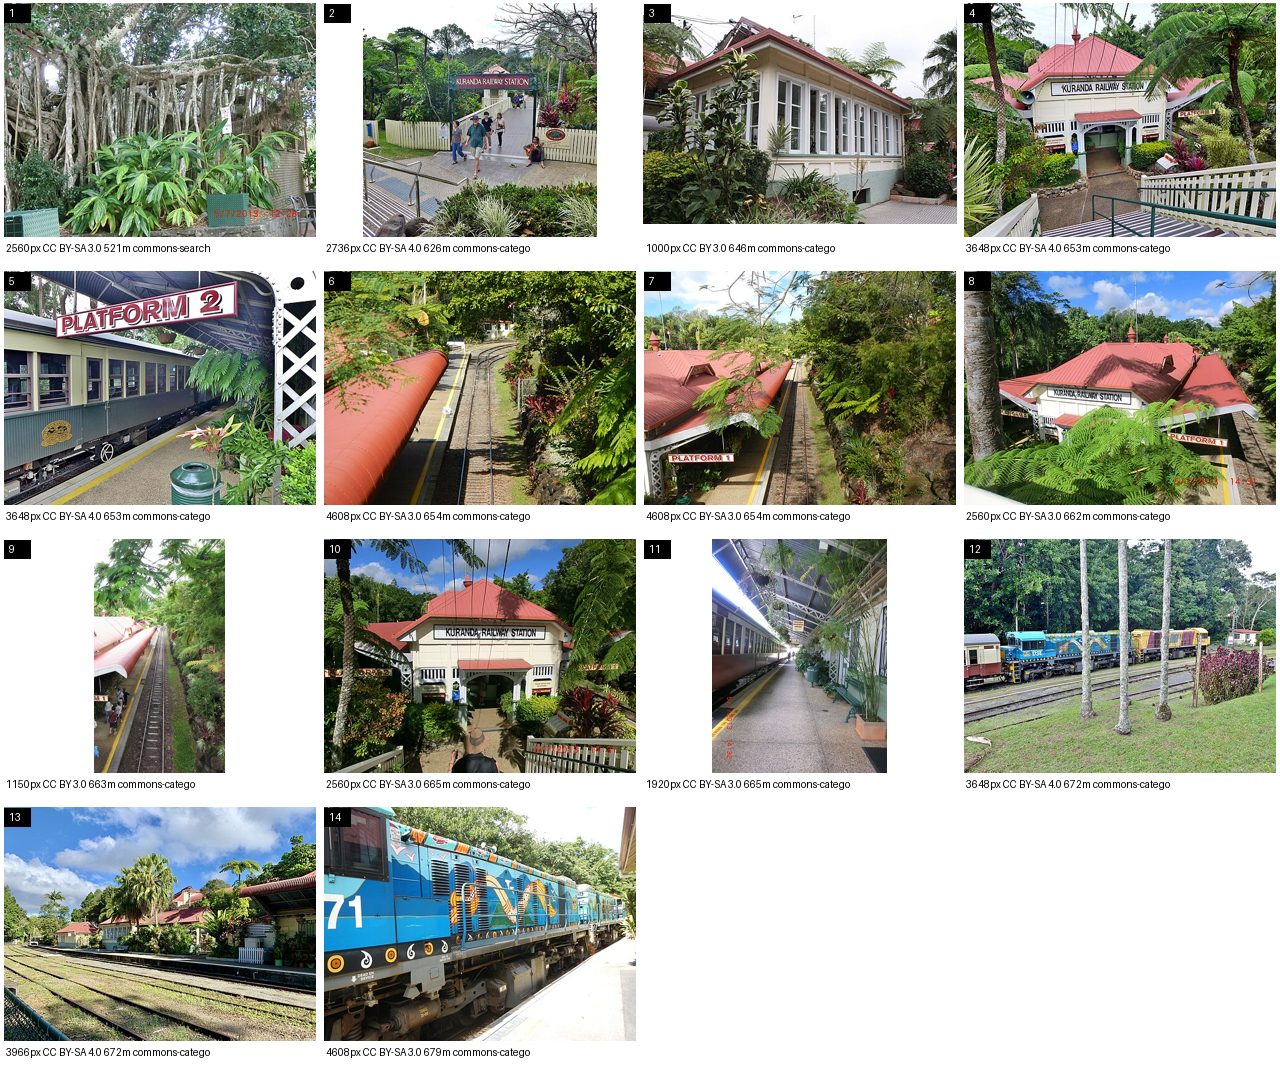 1
2560px CC BY-SA 3.0 521m commons-search
2
KURANDA RAILWAY STATION
2736px CC BY-SA 4.0 626m commons-catego
3
1000px CC BY 3.0 646m commons-catego
4
KURANDA RAILWAY STATION
3648px CC BY-SA 4.0 653m commons-catego
5
PLATFORM 2
3648px CC BY-SA 4.0 653m commons-catego
6
4608px CC BY-SA 3.0 654m commons-catego
7
PLATFORM 1
4608px CC BY-SA 3.0 654m commons-catego
8
KURANDA RAILWAY STATION
PLATFORM 1
2560px CC BY-SA 3.0 662m commons-catego
9
1150px CC BY 3.0 663m commons-catego
10
KURANDA RAILWAY STATION
2560px CC BY-SA 3.0 665m commons-catego
11
1920px CC BY-SA 3.0 665m commons-catego
12
3648px CC BY-SA 4.0 672m commons-catego
13
3966px CC BY-SA 4.0 672m commons-catego
14
71
4608px CC BY-SA 3.0 679m commons-catego